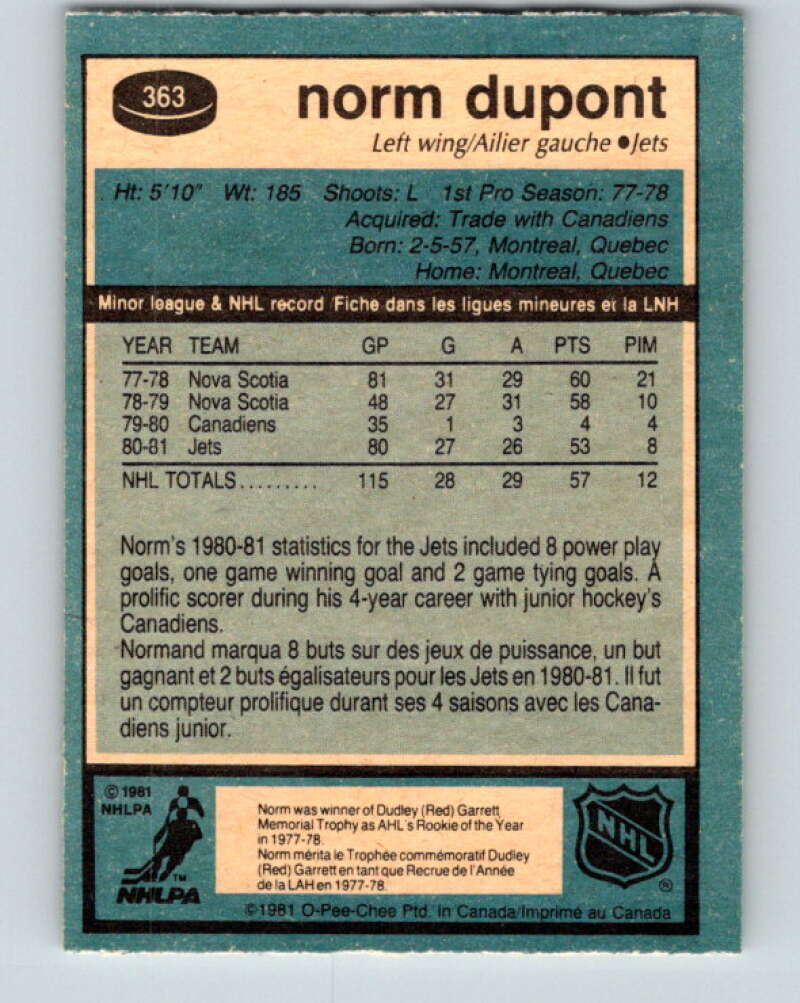 363
norm dupont
Left wing/Ailier gauche ●Jets
Ht: 5'10" Wt: 185 Shoots: L 1st Pro Season: 77-78
Acquired: Trade with Canadiens
Born: 2-5-57, Montreal, Quebec
Home: Montreal, Quebec
Minor league & NHL record Fiche dans les ligues mineures et la LNH
YEAR TEAM GP G A PTS PIM
77-78 Nova Scotia 81 31 29 60 21
78-79 Nova Scotia 48 27 31 58 10
79-80 Canadiens 35 1 3 4 4
80-81 Jets 80 27 26 53 8
NHL TOTALS......... 115 28 29 57 12
Norm's 1980-81 statistics for the Jets included 8 power play
goals, one game winning goal and 2 game tying goals. A
prolific scorer during his 4-year career with junior hockey's
Canadiens.
Normand marqua 8 buts sur des jeux de puissance, un but
gagnant et 2 buts égalisateurs pour les Jets en 1980-81. Il fut
un compteur prolifique durant ses 4 saisons avec les Cana-
diens junior.
© 1981
NHLPA
TM
NHLPA
Norm was winner of Dudley (Red) Garrett
Memorial Trophy as AHL's Rookie of the Year
in 1977-78.
Norm mérita le Trophée commémoratif Dudley
(Red) Garrett en tant que Recrue de l'Année
de la LAH en 1977-78.
NHL
®
©1981 O-Pee-Chee Ptd. in Canada/Imprimé au Canada